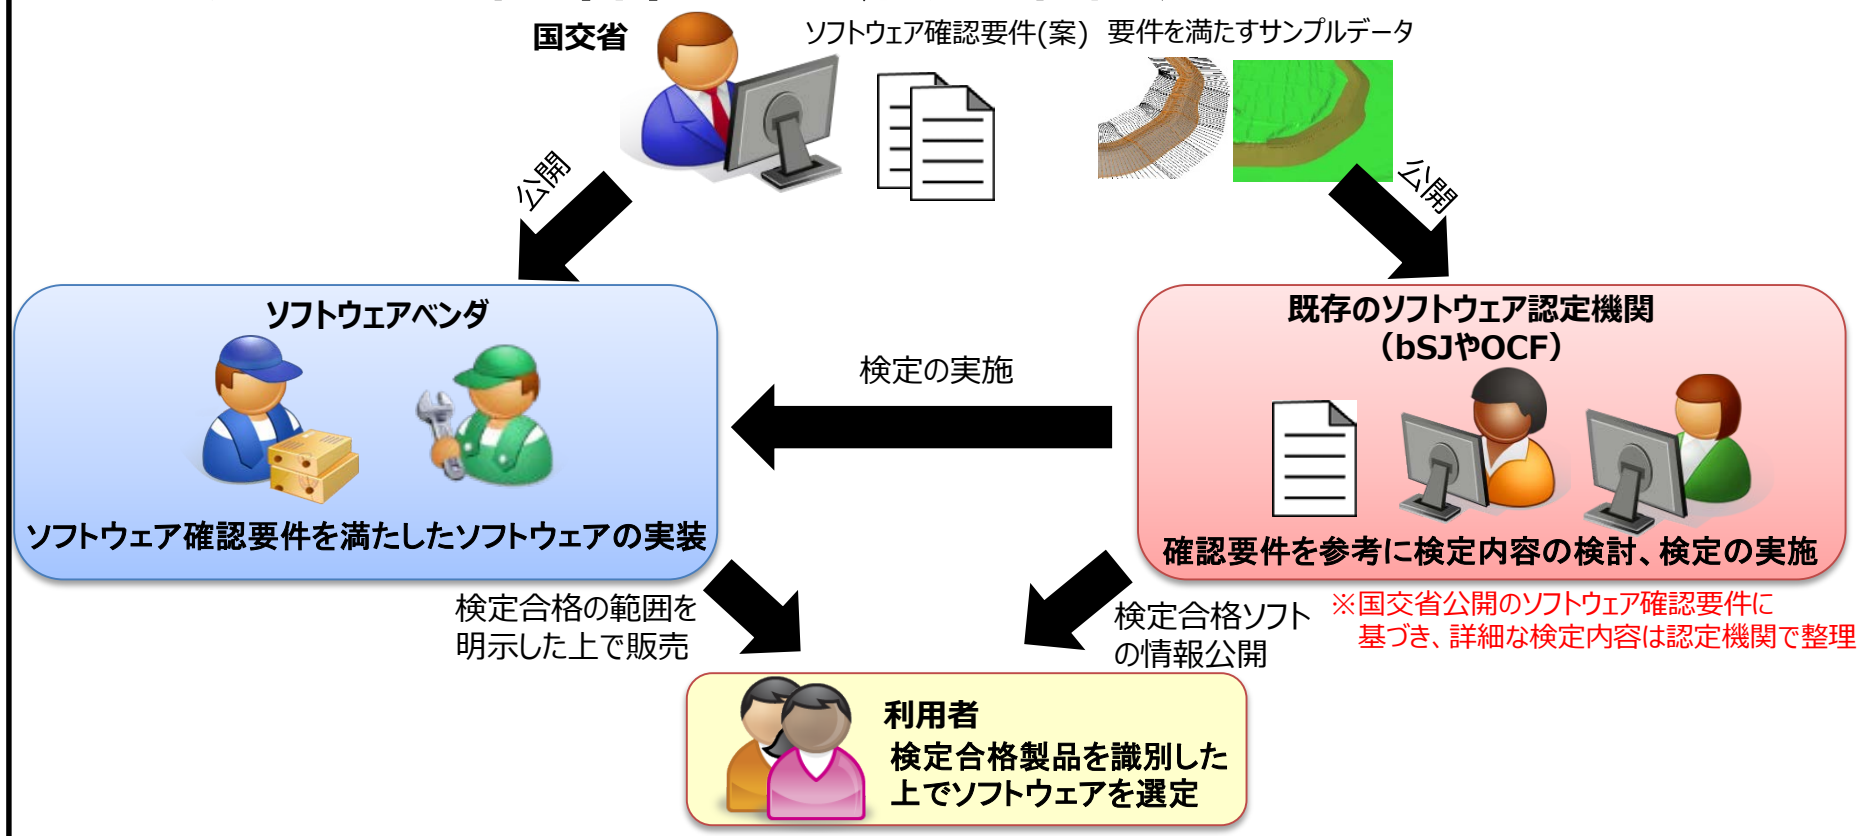 国交省
ソフトウェア確認要件(案)
要件を満たすサンプルデータ
公開
公開
ソフトウェアベンダ
ソフトウェア確認要件を満たしたソフトウェアの実装
検定の実施
既存のソフトウェア認定機関
（bSJやOCF）
確認要件を参考に検定内容の検討、検定の実施
※国交省公開のソフトウェア確認要件に
基づき、詳細な検定内容は認定機関で整理
検定合格の範囲を
明示した上で販売
検定合格ソフト
の情報公開
利用者
検定合格製品を識別した
上でソフトウェアを選定